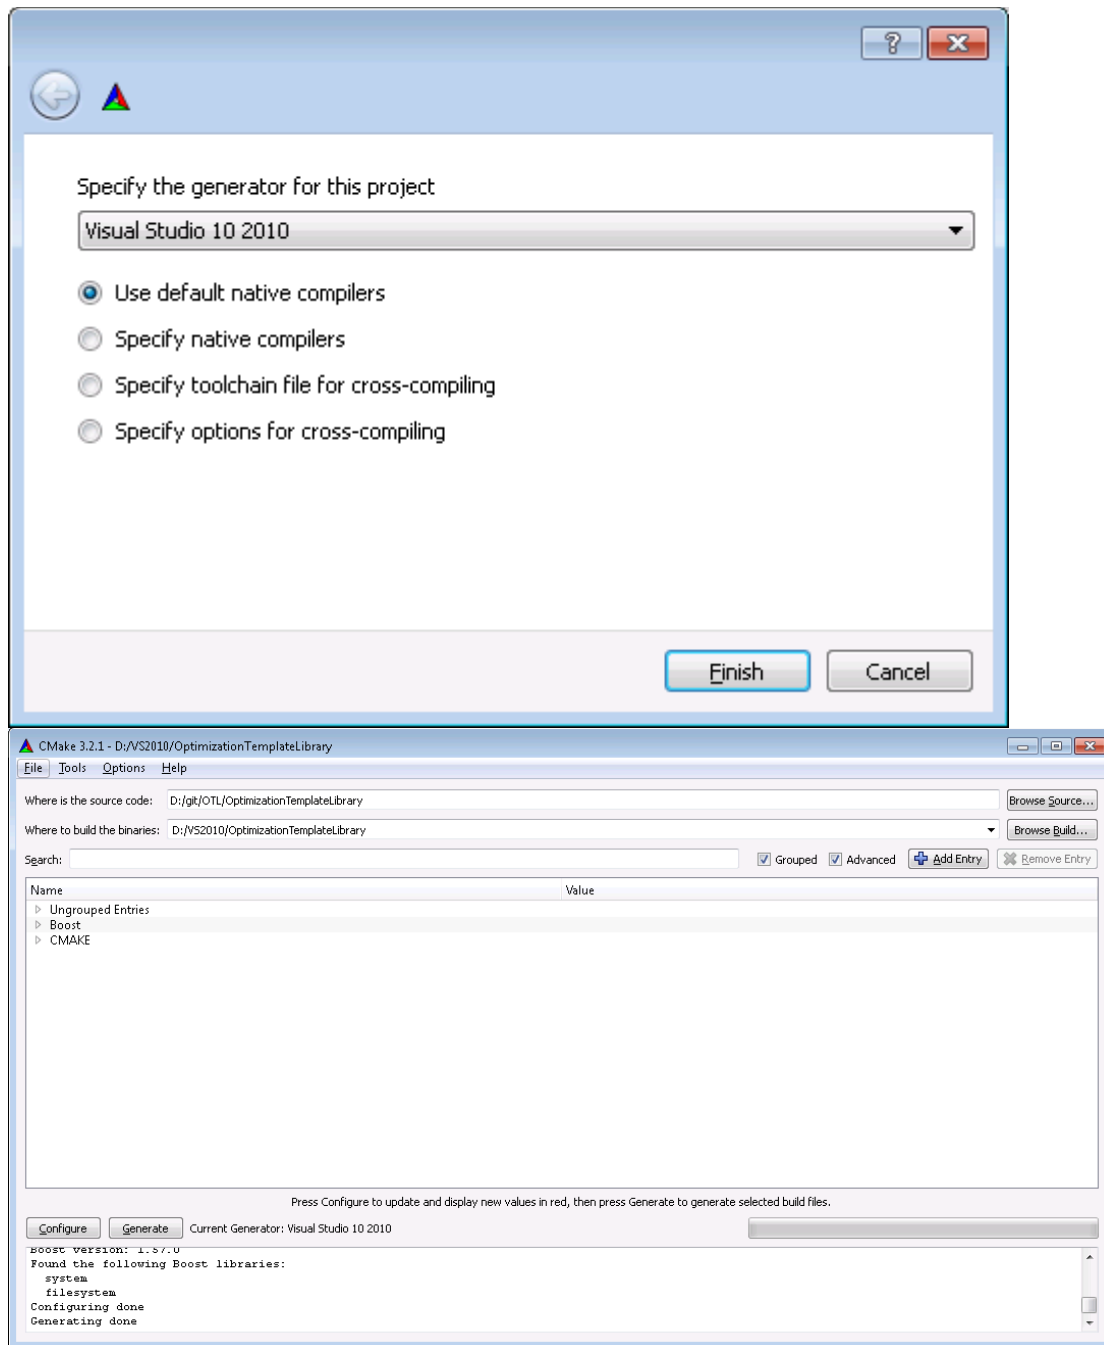 Specify the generator for this project
Visual Studio 10 2010
Use default native compilers
Specify native compilers
Specify toolchain file for cross-compiling
Specify options for cross-compiling
Finish Cancel
CMake 3.2.1 - D:/VS2010/OptimizationTemplateLibrary
File Tools Options Help
Where is the source code: D:/git/OTL/OptimizationTemplateLibrary Browse Source...
Where to build the binaries: D:/VS2010/OptimizationTemplateLibrary Browse Build...
Search: Grouped Advanced Add Entry Remove Entry
Name Value
Ungrouped Entries
Boost
CMAKE
Press Configure to update and display new values in red, then press Generate to generate selected build files.
Configure Generate Current Generator: Visual Studio 10 2010
Boost version: 1.57.0
Found the following Boost libraries:
system
filesystem
Configuring done
Generating done